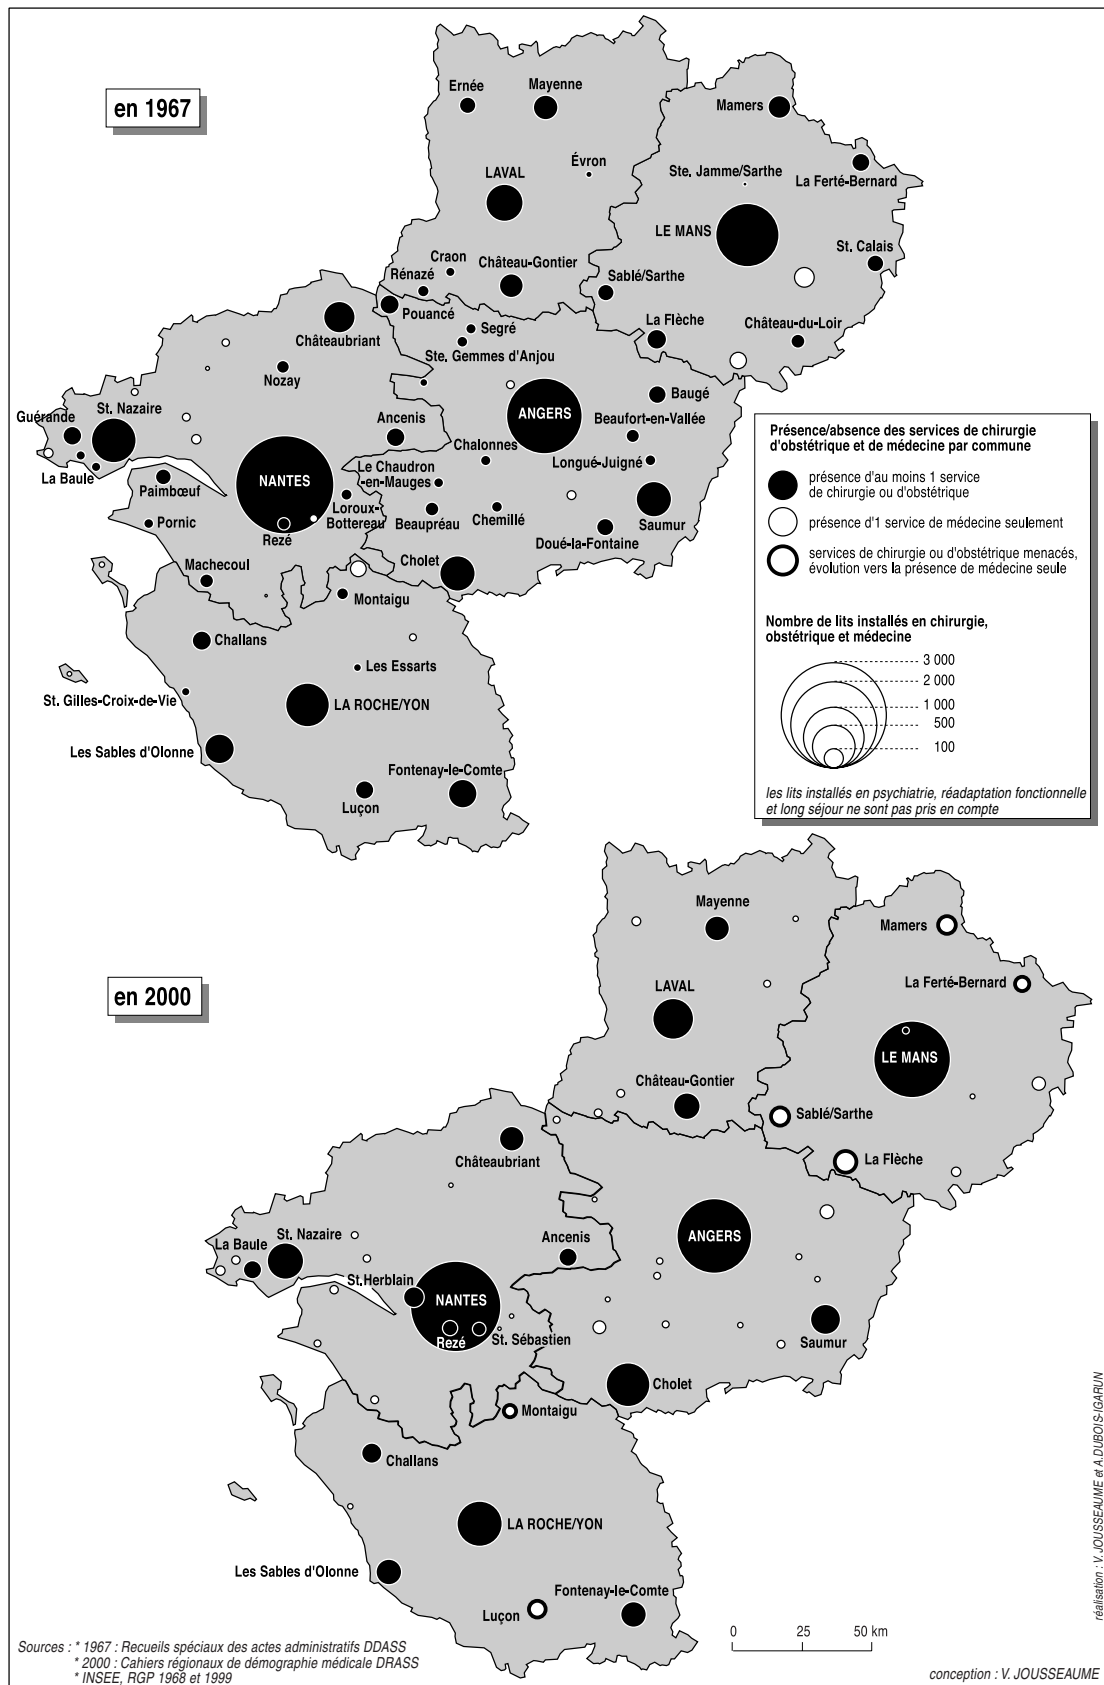 en 1967
Ernée
Mayenne
Mamers
Évron
Ste. Jamme/Sarthe
La Ferté-Bernard
LAVAL
LE MANS
St. Calais
Craon
Château-Gontier
Rénazé
Sablé/Sarthe
Pouancé
Châteaubriant
Segré
La Flèche
Château-du-Loir
Ste. Gemmes d'Anjou
Nozay
Baugé
Guérande
St. Nazaire
Ancenis
ANGERS
Beaufort-en-Vallée
La Baule
Chalonnes
Longué-Juigné
Le Chaudron
-en-Mauges
Paimbœuf
NANTES
Loroux-
Bottereau
Pornic
Rezé
Beaupréau
Chemillé
Saumur
Doué-la-Fontaine
Machecoul
Cholet
Montaigu
Challans
Les Essarts
St. Gilles-Croix-de-Vie
LA ROCHE/YON
Les Sables d'Olonne
Fontenay-le-Comte
Luçon
Présence/absence des services de chirurgie
d'obstétrique et de médecine par commune
présence d'au moins 1 service
de chirurgie ou d'obstétrique
présence d'1 service de médecine seulement
services de chirurgie ou d'obstétrique menacés,
évolution vers la présence de médecine seule
Nombre de lits installés en chirurgie,
obstétrique et médecine
3 000
2 000
1 000
500
100
les lits installés en psychiatrie, réadaptation fonctionnelle
et long séjour ne sont pas pris en compte
en 2000
Mayenne
Mamers
La Ferté-Bernard
LAVAL
LE MANS
Château-Gontier
Sablé/Sarthe
Châteaubriant
La Flèche
La Baule
St. Nazaire
Ancenis
ANGERS
St.Herblain
NANTES
Rezé
St. Sébastien
Saumur
Cholet
Montaigu
Challans
LA ROCHE/YON
Les Sables d'Olonne
Fontenay-le-Comte
Luçon
0 25 50 km
Sources : * 1967 : Recueils spéciaux des actes administratifs DDASS
* 2000 : Cahiers régionaux de démographie médicale DRASS
* INSEE, RGP 1968 et 1999
conception : V. JOUSSEAUME
réalisation : V. JOUSSEAUME et A.DUBOIS-IGARUN